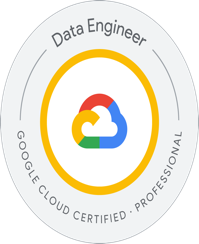 Data Engineer
GOOGLE CLOUD CERTIFIED · PROFESSIONAL